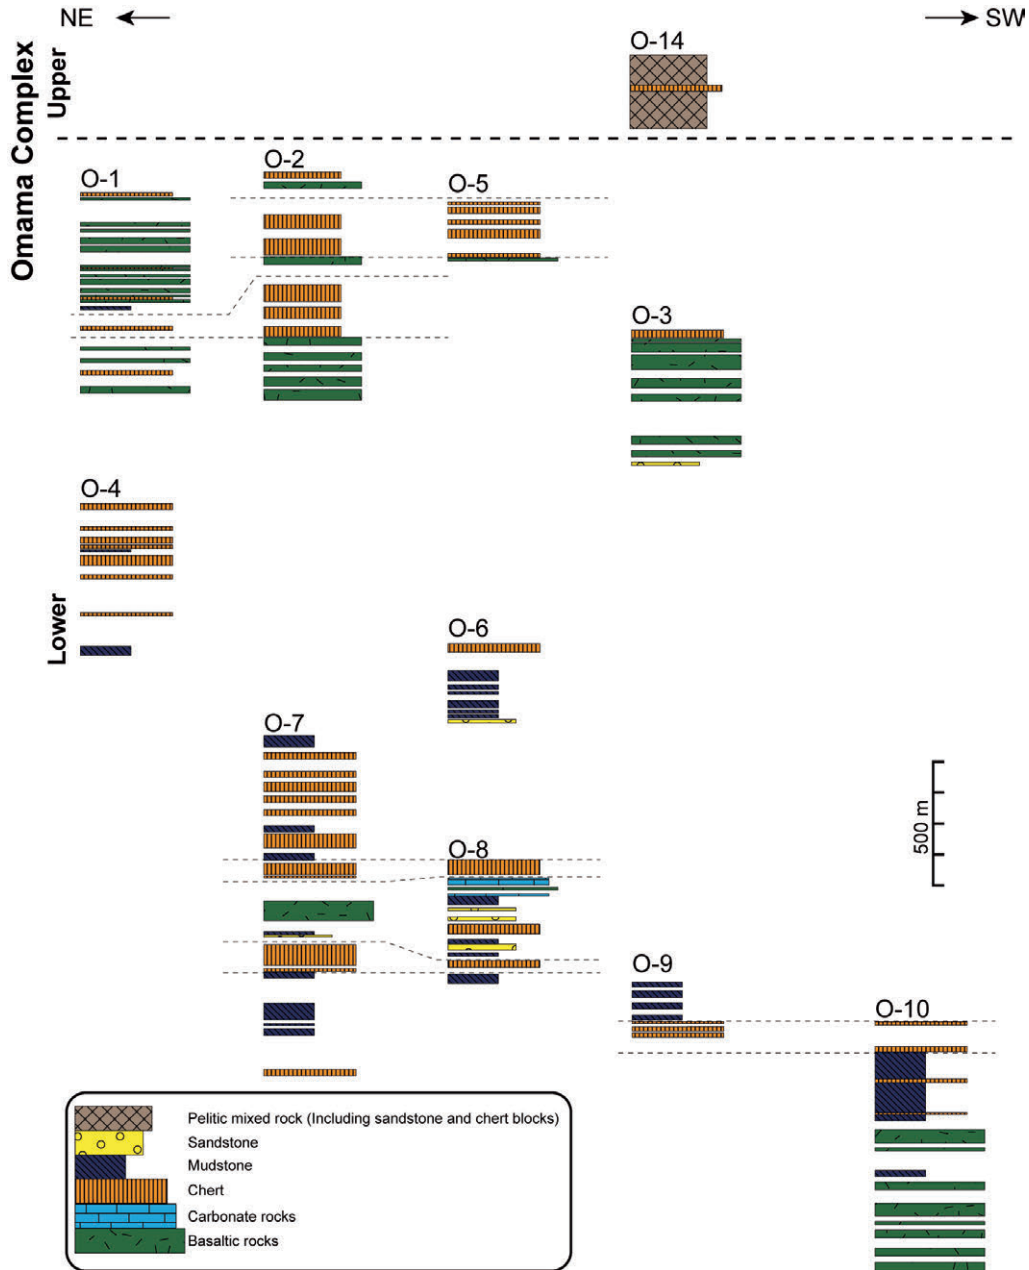 NE
SW
Omama Complex
Upper
O-14
O-1
O-2
O-5
O-3
O-4
Lower
O-6
O-7
O-8
500 m
O-9
O-10
Pelitic mixed rock (Including sandstone and chert blocks)
Sandstone
Mudstone
Chert
Carbonate rocks
Basaltic rocks